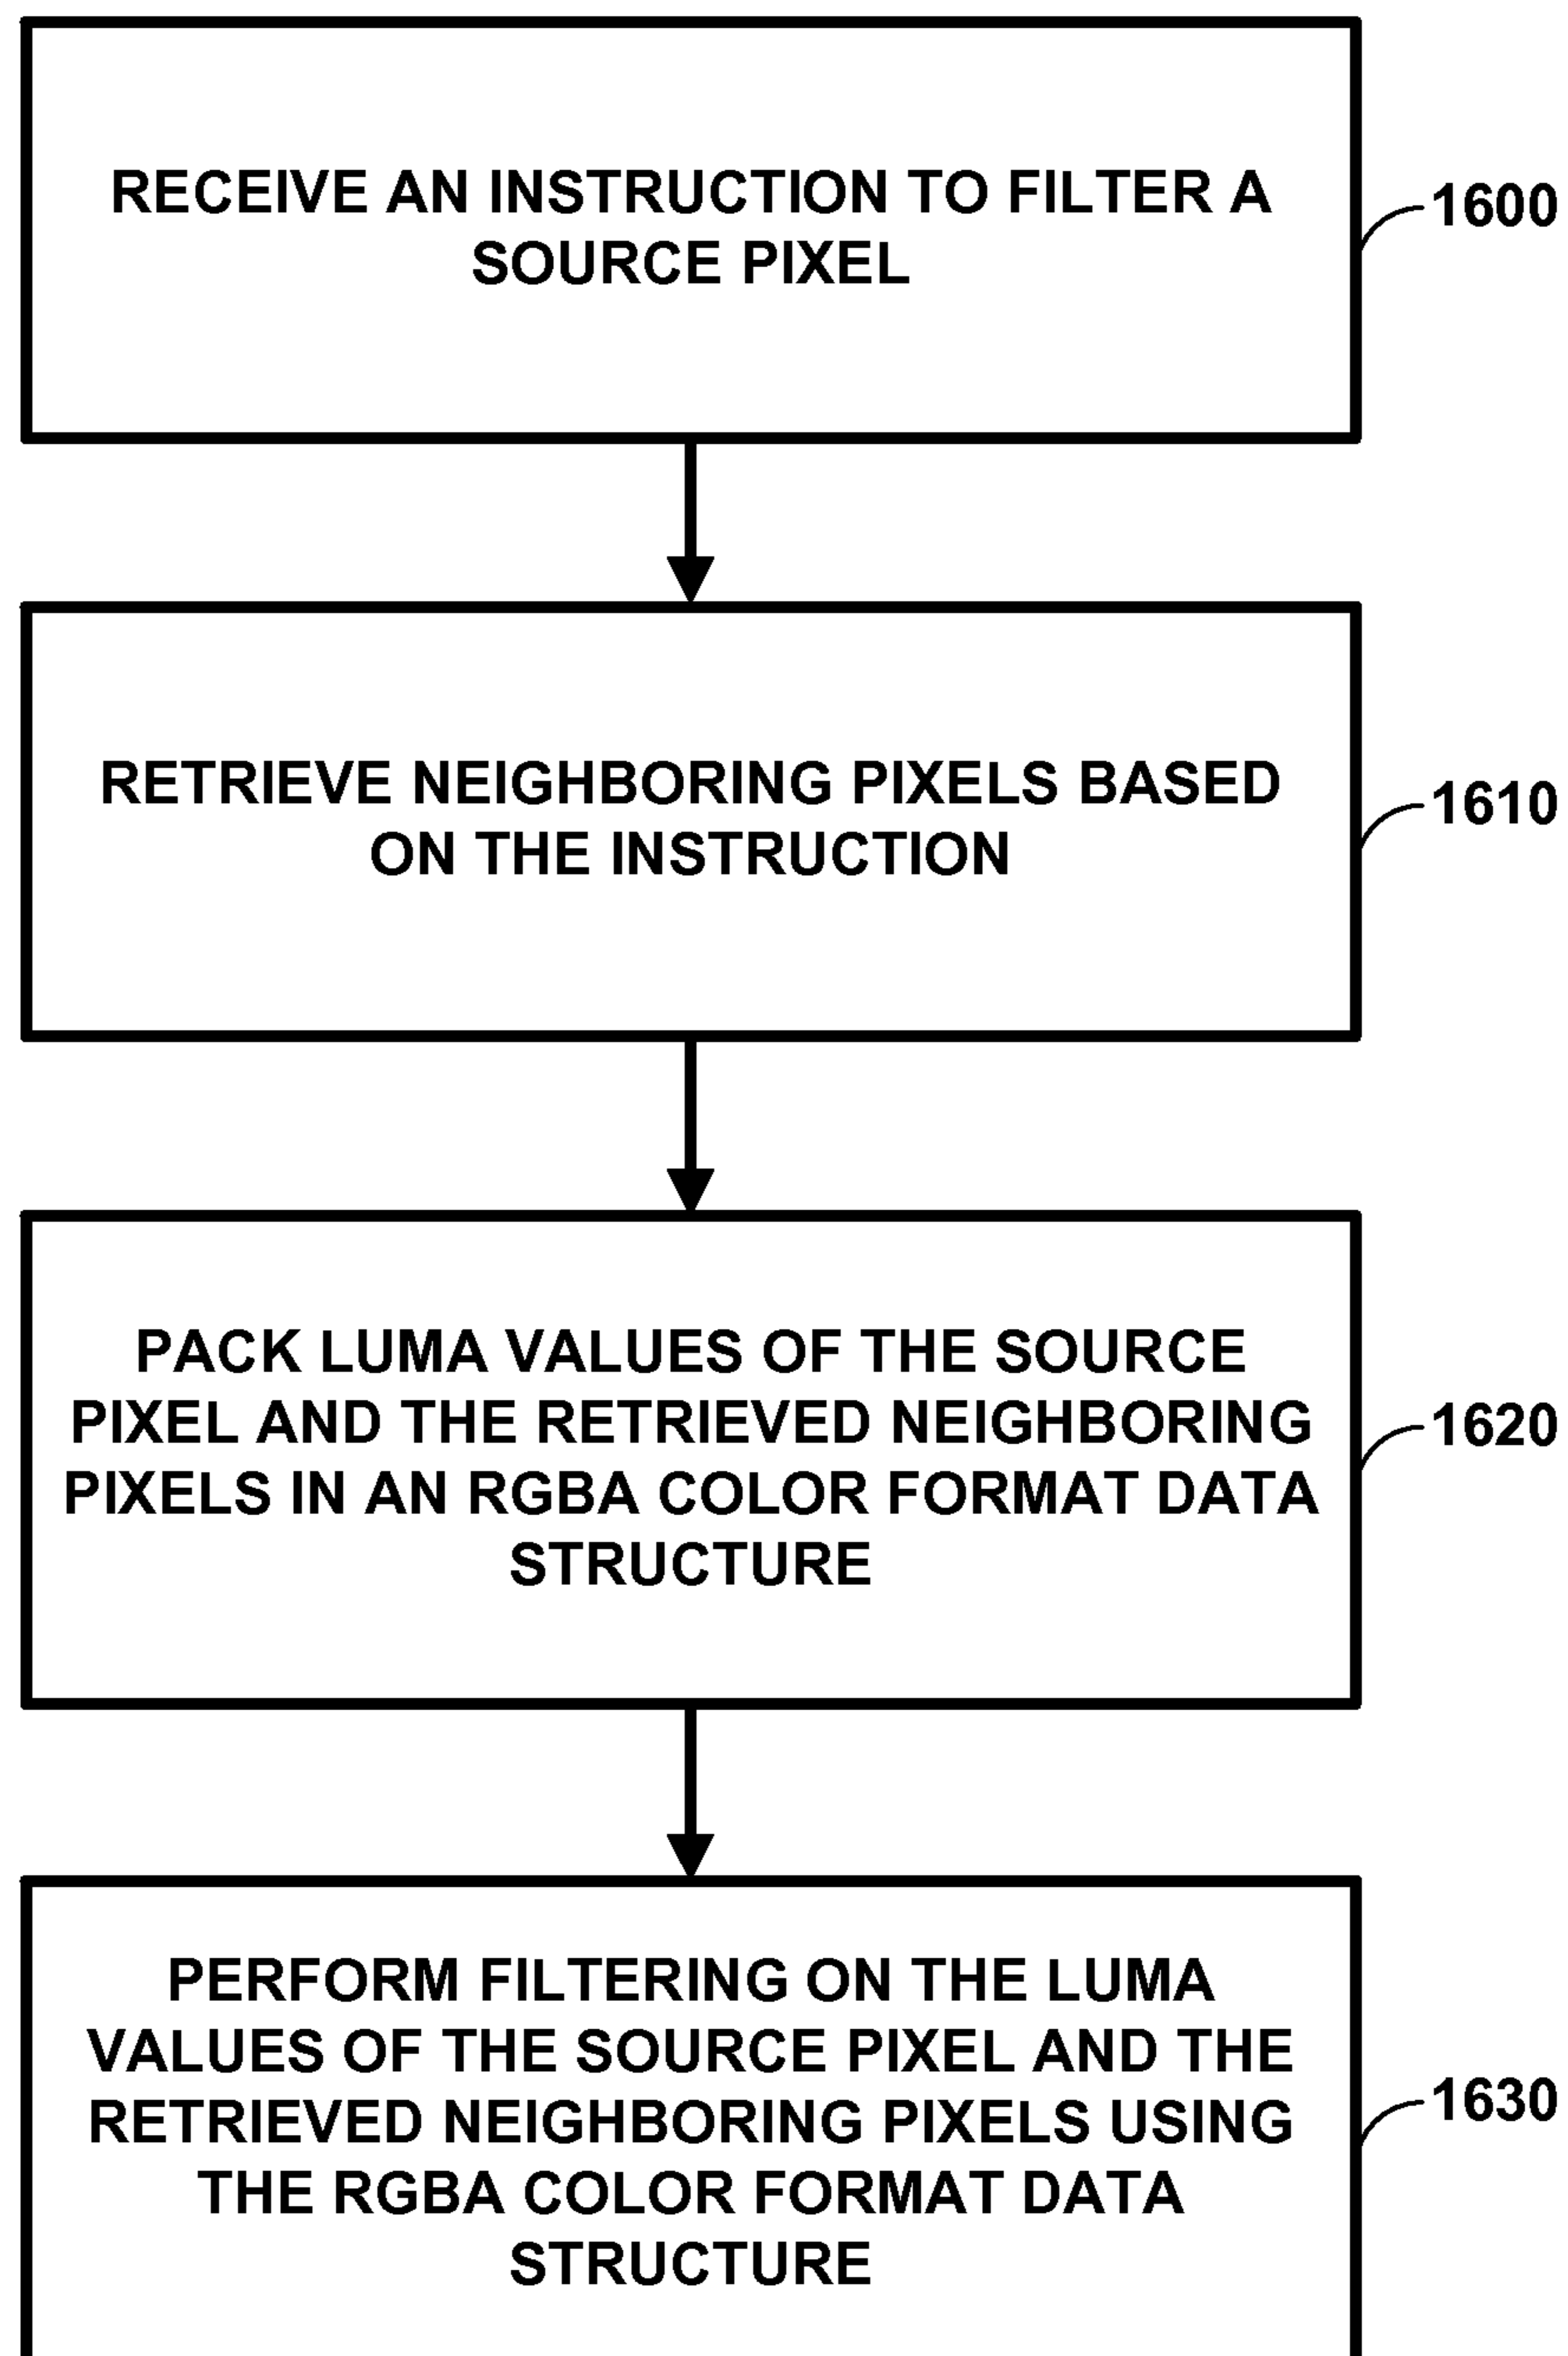 RECEIVE AN INSTRUCTION TO FILTER A
SOURCE PIXEL
1600
RETRIEVE NEIGHBORING PIXELS BASED
ON THE INSTRUCTION
1610
PACK LUMA VALUES OF THE SOURCE
PIXEL AND THE RETRIEVED NEIGHBORING
PIXELS IN AN RGBA COLOR FORMAT DATA
STRUCTURE
1620
PERFORM FILTERING ON THE LUMA
VALUES OF THE SOURCE PIXEL AND THE
RETRIEVED NEIGHBORING PIXELS USING
THE RGBA COLOR FORMAT DATA
STRUCTURE
1630